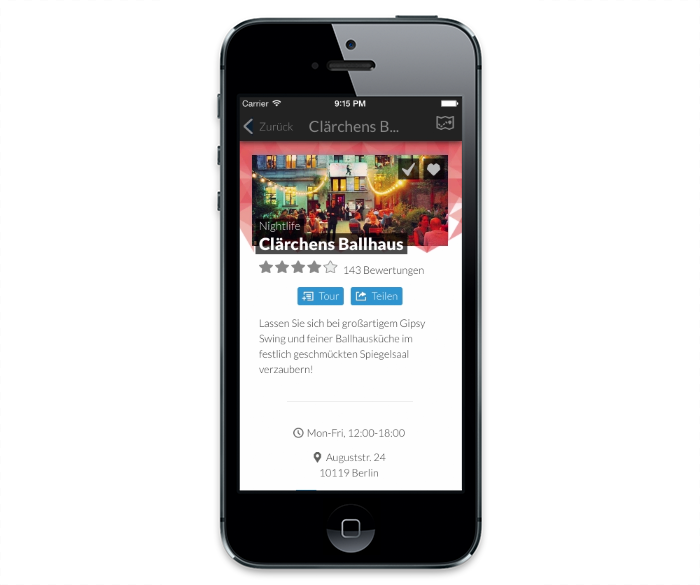 Carrier 9:15 PM
Zurück Clärchens B...
Nightlife
Clärchens Ballhaus
143 Bewertungen
Tour Teilen
Lassen Sie sich bei großartigem Gipsy
Swing und feiner Ballhausküche im
festlich geschmückten Spiegelsaal
verzaubern!
Mon-Fri, 12:00-18:00
Auguststr. 24
10119 Berlin